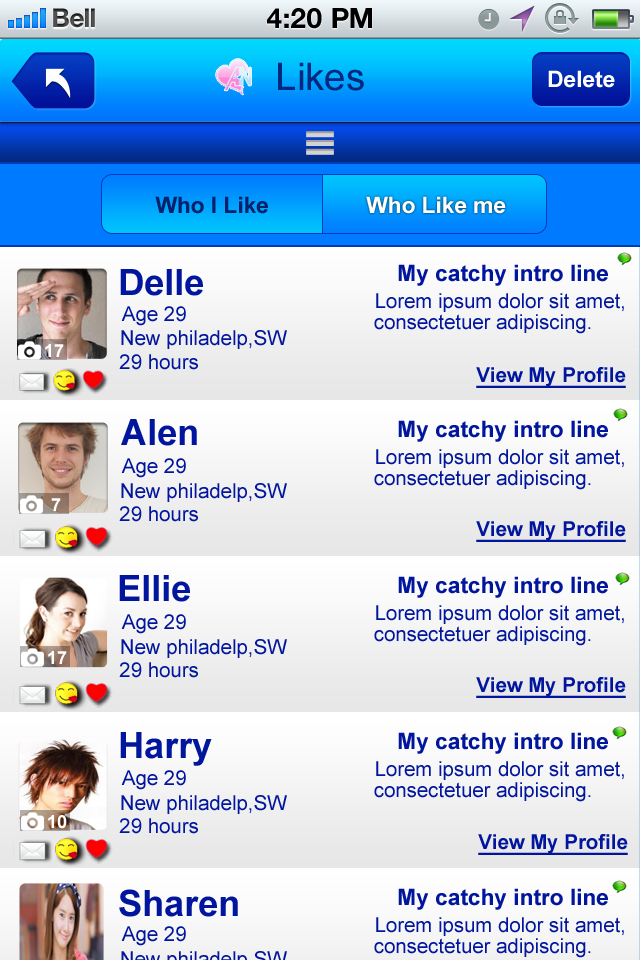 Bell 4:20 PM
AN Likes Delete
Who I Like Who Like me
Delle
Age 29
New philadelp,SW
29 hours
17
My catchy intro line
Lorem ipsum dolor sit amet,
consectetuer adipiscing.
View My Profile
Alen
Age 29
New philadelp,SW
29 hours
7
My catchy intro line
Lorem ipsum dolor sit amet,
consectetuer adipiscing.
View My Profile
Ellie
Age 29
New philadelp,SW
29 hours
17
My catchy intro line
Lorem ipsum dolor sit amet,
consectetuer adipiscing.
View My Profile
Harry
Age 29
New philadelp,SW
29 hours
10
My catchy intro line
Lorem ipsum dolor sit amet,
consectetuer adipiscing.
View My Profile
Sharen
Age 29
New philadelp,SW
My catchy intro line
Lorem ipsum dolor sit amet,
consectetuer adipiscing.